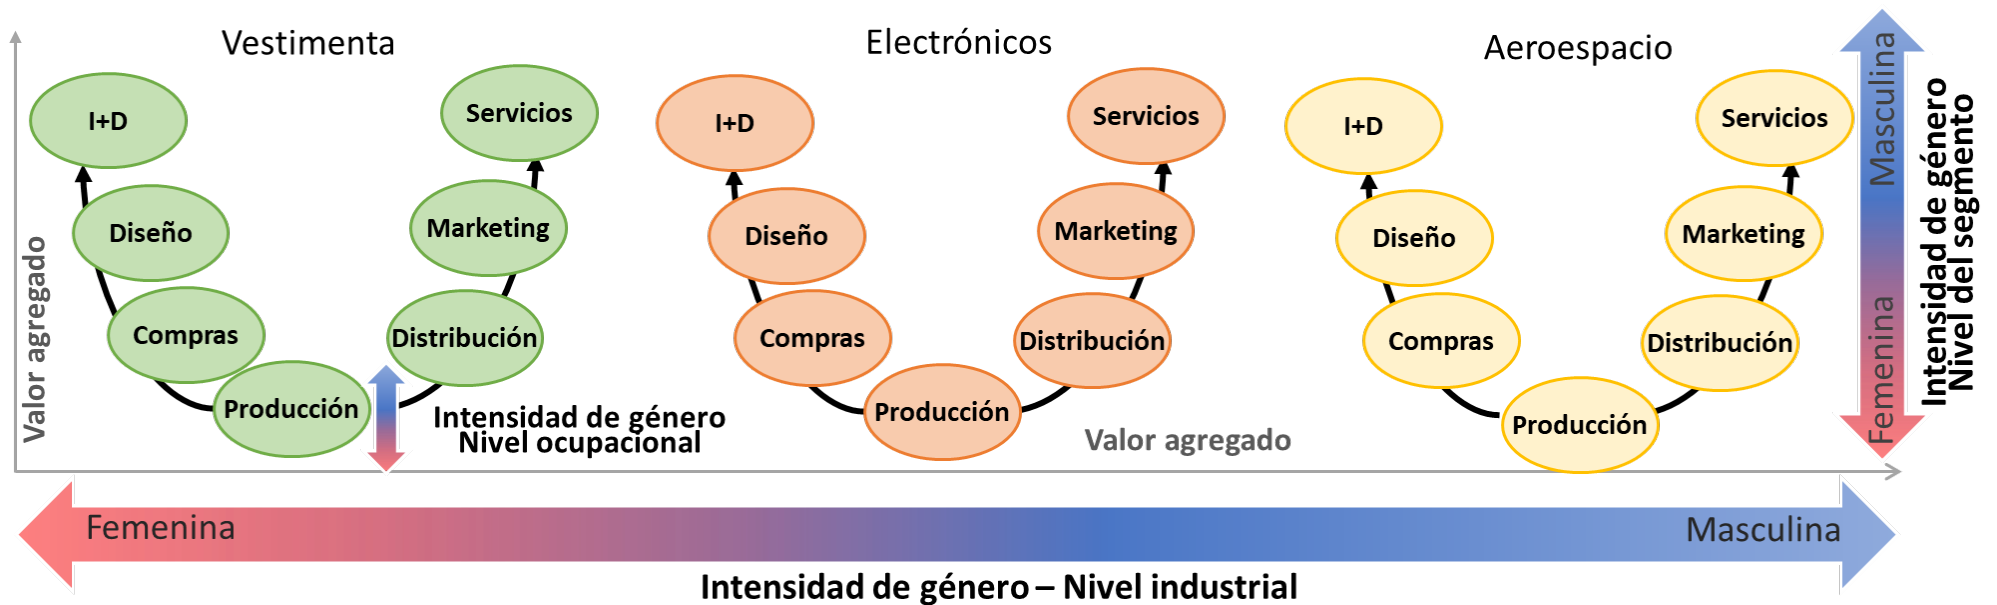 Vestimenta
Electrónicos
Aeroespacio
I+D
Servicios
Diseño
Marketing
Compras
Distribución
Producción
I+D
Servicios
Diseño
Marketing
Compras
Distribución
Producción
I+D
Servicios
Diseño
Marketing
Compras
Distribución
Producción
Valor agregado
Intensidad de género
Nivel ocupacional
Valor agregado
Masculina
Femenina
Intensidad de género
Nivel del segmento
Femenina
Masculina
Intensidad de género – Nivel industrial